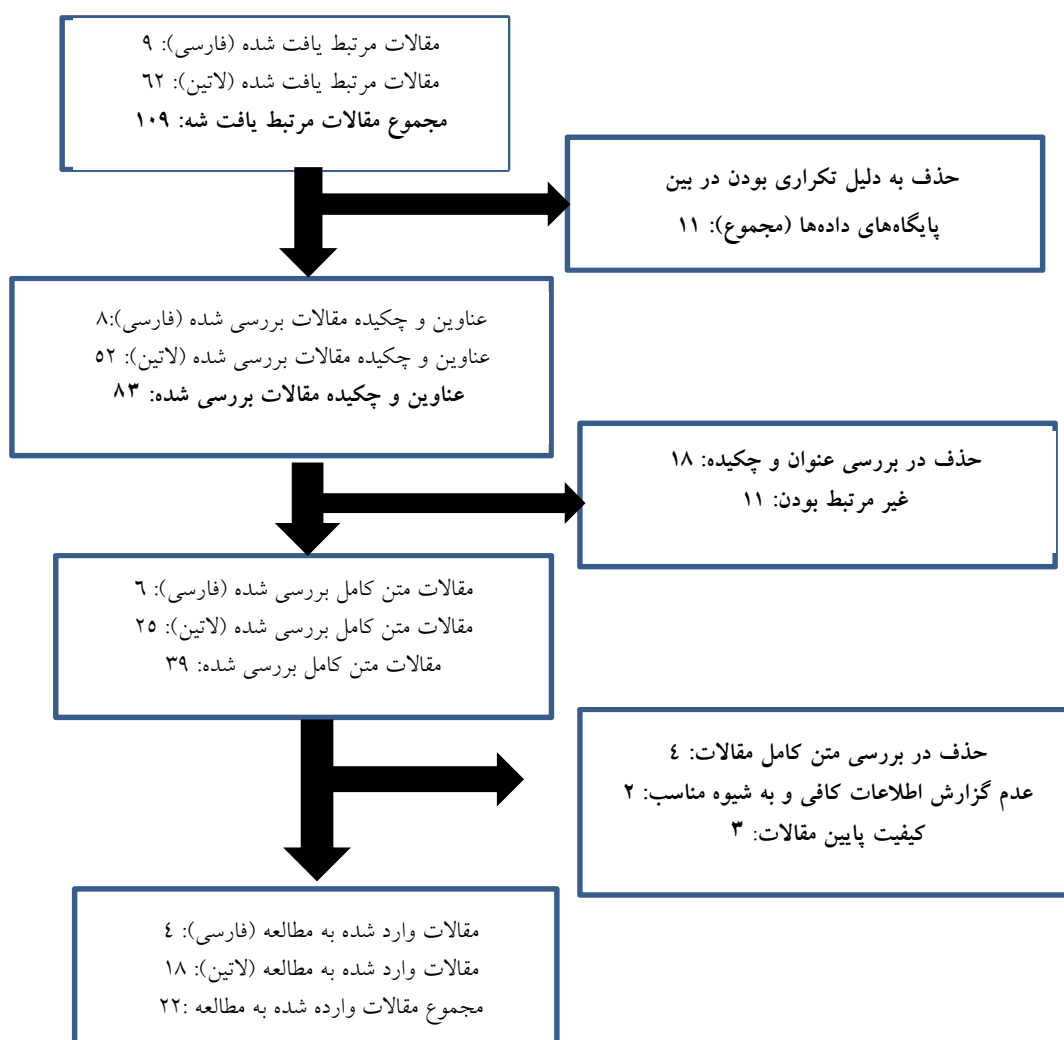 مقالات مرتبط یافت شده (فارسی): ۹
مقالات مرتبط یافت شده (لاتین): ٦٢
مجموع مقالات مرتبط یافت شه: ۱۰۹
حذف به دلیل تکراری بودن در بین
پایگاه‌های داده‌ها (مجموع): ۱۱
عناوین و چکیده مقالات بررسی شده (فارسی):۸
عناوین و چکیده مقالات بررسی شده (لاتین): ٥٢
عناوین و چکیده مقالات بررسی شده: ۸۳
حذف در بررسی عنوان و چکیده: ۱۸
غیر مرتبط بودن: ۱۱
مقالات متن کامل بررسی شده (فارسی): ٦
مقالات متن کامل بررسی شده (لاتین): ٢٥
مقالات متن کامل بررسی شده: ۳۹
حذف در بررسی متن کامل مقالات: ٤
عدم گزارش اطلاعات کافی و به شیوه مناسب: ۲
کیفیت پایین مقالات: ۳
مقالات وارد شده به مطالعه (فارسی): ٤
مقالات وارد شده به مطالعه (لاتین): ۱۸
مجموع مقالات وارده شده به مطالعه :۲۲